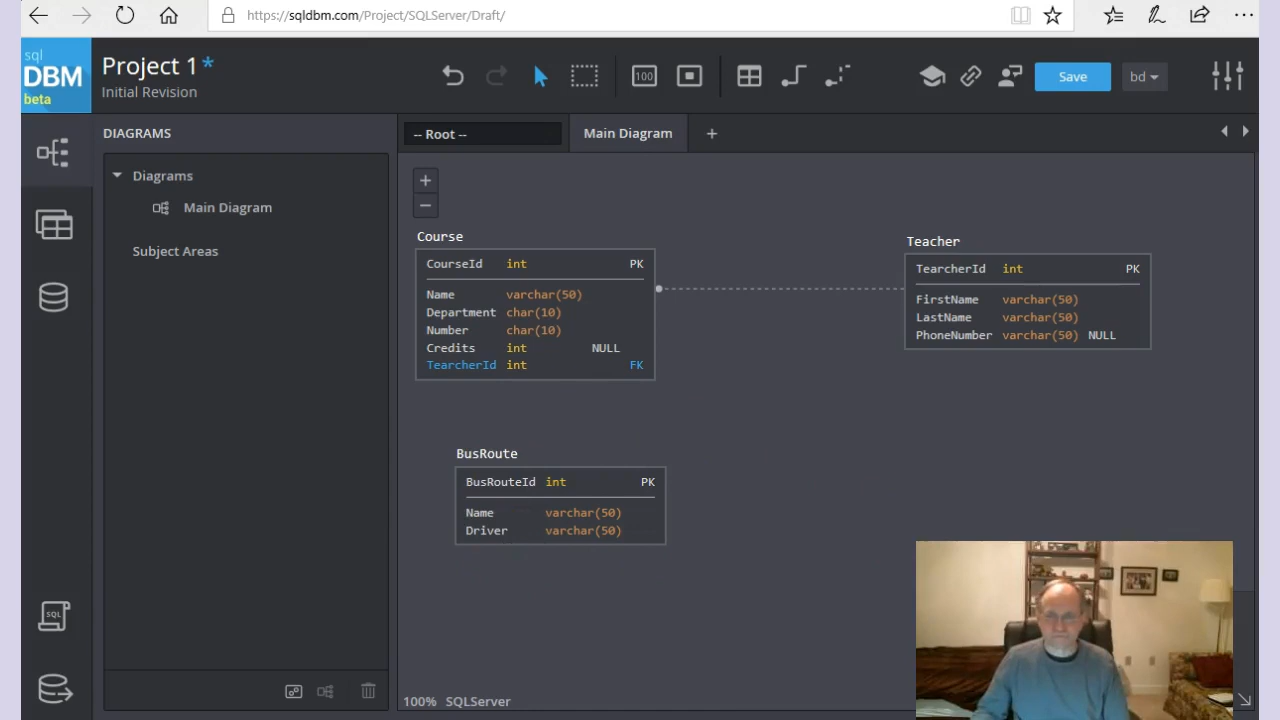 https://sqldbm.com/Project/SQLServer/Draft/
sql
DBM
beta
Project 1*
Initial Revision
100
Save
bd
DIAGRAMS
-- Root --
Main Diagram
+
Diagrams
Main Diagram
Subject Areas
+
−
Course
CourseId int PK
Name varchar(50)
Department char(10)
Number char(10)
Credits int NULL
TearcherId int FK
Teacher
TearcherId int PK
FirstName varchar(50)
LastName varchar(50)
PhoneNumber varchar(50) NULL
BusRoute
BusRouteId int PK
Name varchar(50)
Driver varchar(50)
SQL
100% SQLServer